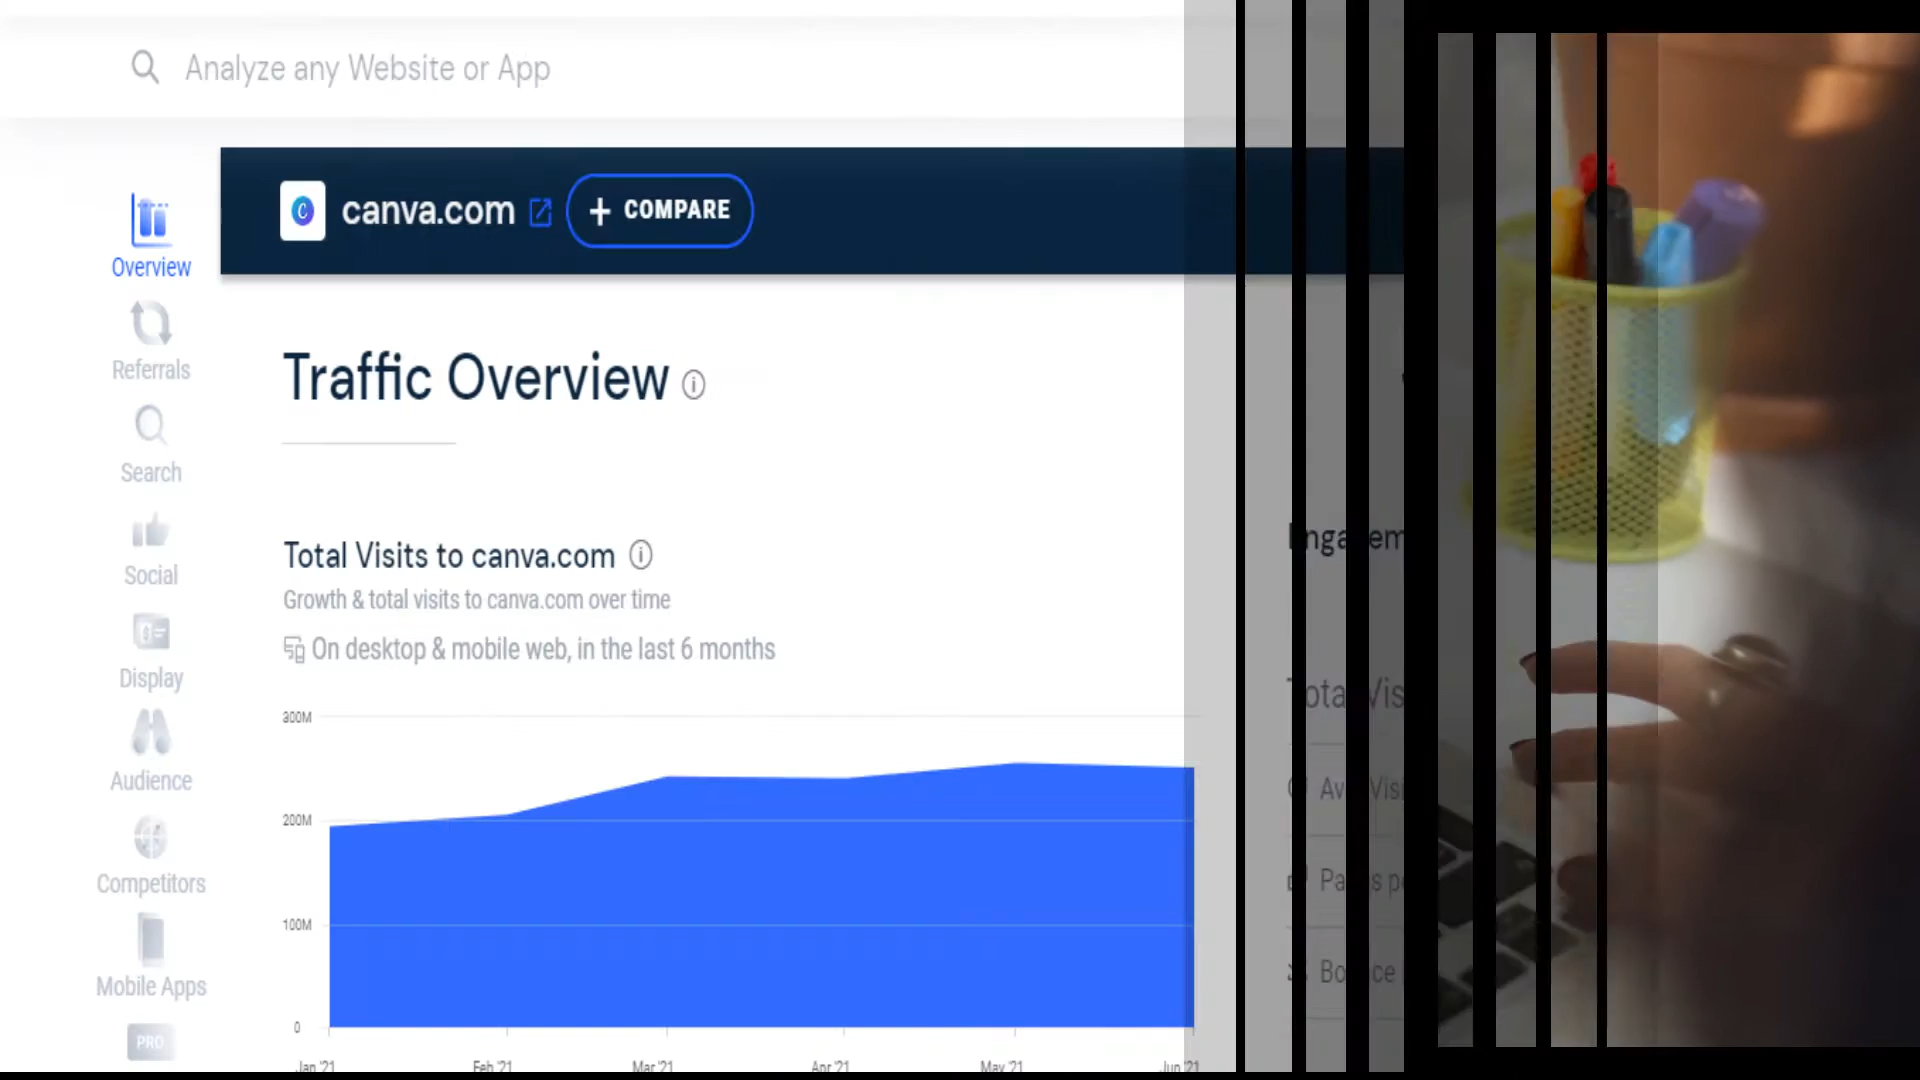 Analyze any Website or App
canva.com
+ COMPARE
Overview
Referrals
Search
Social
Display
Audience
Competitors
Mobile Apps
PRO
Traffic Overview
Total Visits to canva.com
Growth & total visits to canva.com over time
On desktop & mobile web, in the last 6 months
300M
200M
100M
0
Jan '21
Feb '21
Mar '21
Apr '21
May '21
Jun '21